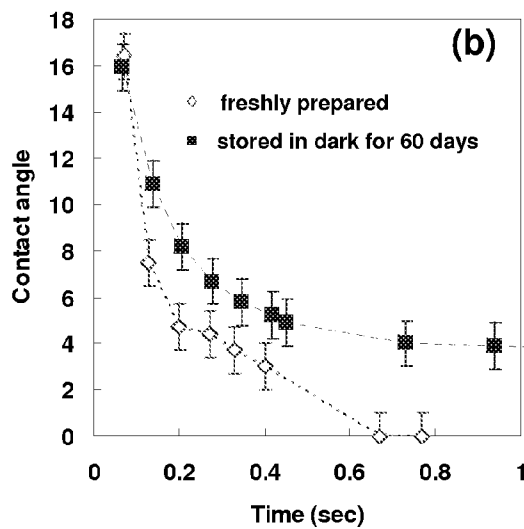 (b)
freshly prepared
stored in dark for 60 days
Contact angle
18
16
14
12
10
8
6
4
2
0
0 0.2 0.4 0.6 0.8 1
Time (sec)